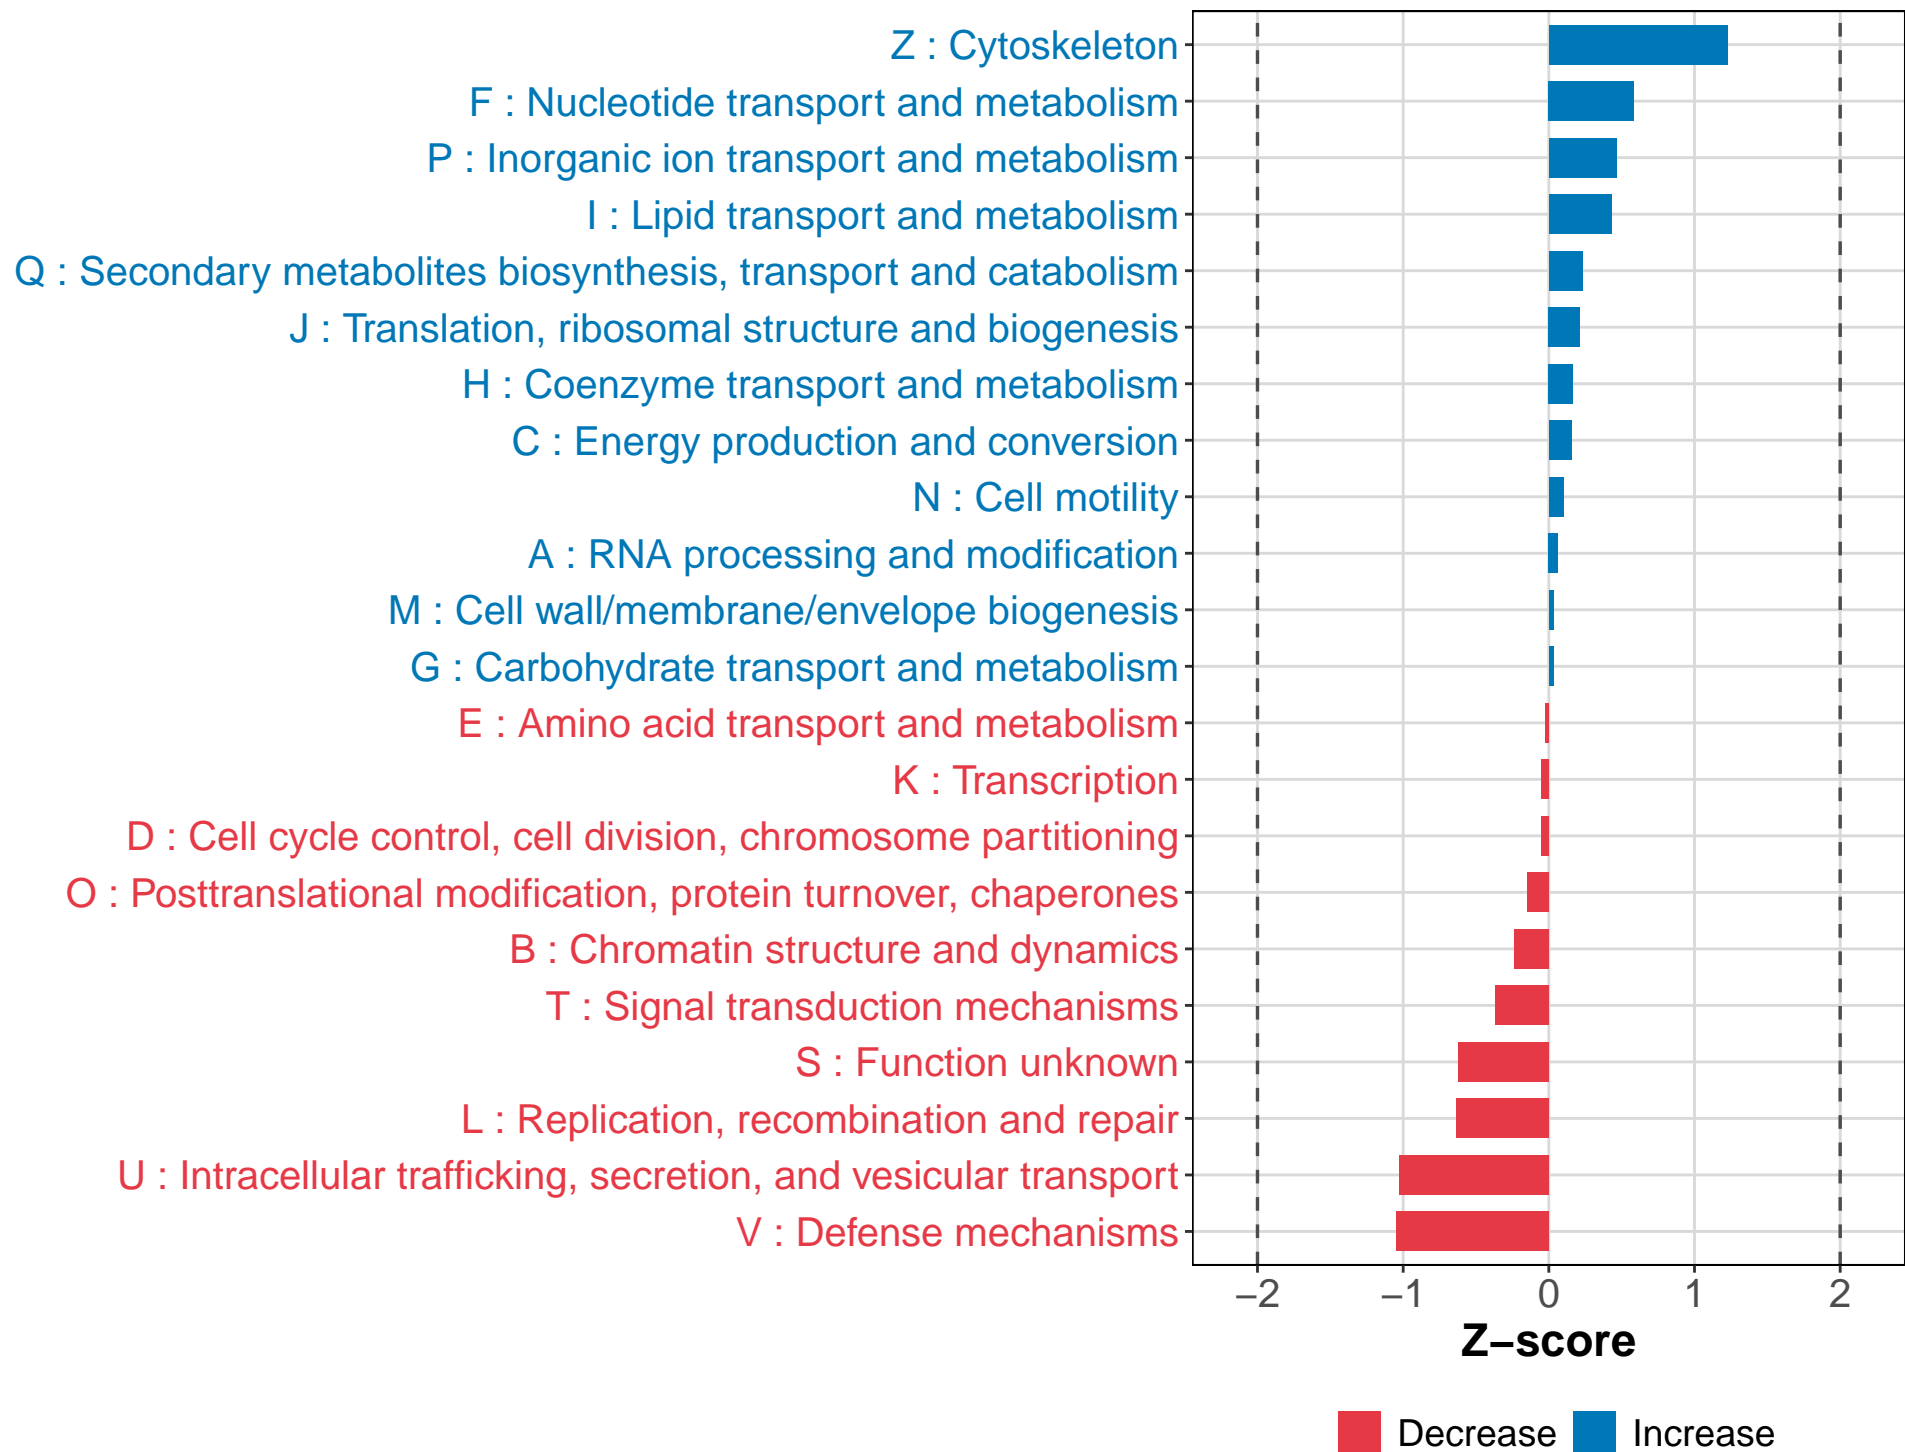 Z : Cytoskeleton
F : Nucleotide transport and metabolism
P : Inorganic ion transport and metabolism
I : Lipid transport and metabolism
Q : Secondary metabolites biosynthesis, transport and catabolism
J : Translation, ribosomal structure and biogenesis
H : Coenzyme transport and metabolism
C : Energy production and conversion
N : Cell motility
A : RNA processing and modification
M : Cell wall/membrane/envelope biogenesis
G : Carbohydrate transport and metabolism
E : Amino acid transport and metabolism
K : Transcription
D : Cell cycle control, cell division, chromosome partitioning
O : Posttranslational modification, protein turnover, chaperones
B : Chromatin structure and dynamics
T : Signal transduction mechanisms
S : Function unknown
L : Replication, recombination and repair
U : Intracellular trafficking, secretion, and vesicular transport
V : Defense mechanisms
−2 −1 0 1 2
Z−score
Decrease Increase